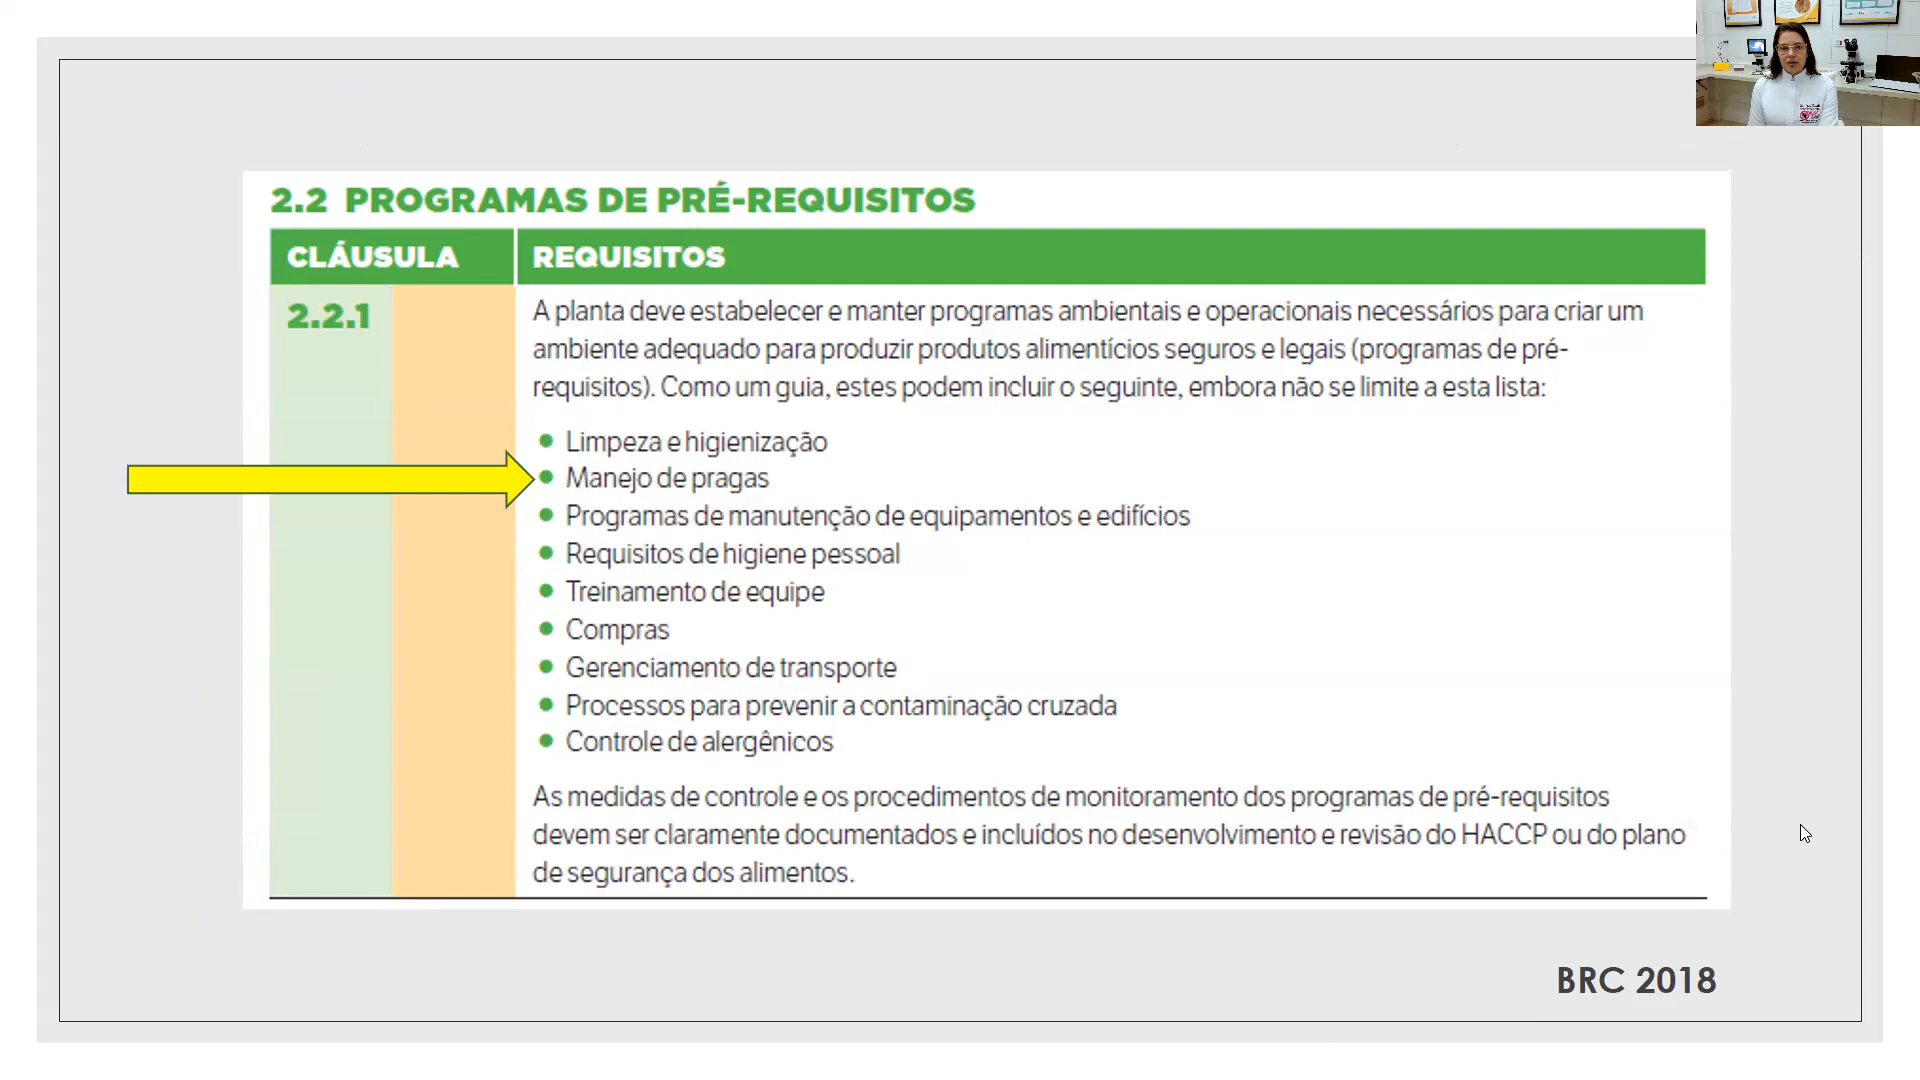 2.2 PROGRAMAS DE PRÉ-REQUISITOS
CLÁUSULA REQUISITOS
2.2.1
A planta deve estabelecer e manter programas ambientais e operacionais necessários para criar um
ambiente adequado para produzir produtos alimentícios seguros e legais (programas de pré-
requisitos). Como um guia, estes podem incluir o seguinte, embora não se limite a esta lista:
• Limpeza e higienização
• Manejo de pragas
• Programas de manutenção de equipamentos e edifícios
• Requisitos de higiene pessoal
• Treinamento de equipe
• Compras
• Gerenciamento de transporte
• Processos para prevenir a contaminação cruzada
• Controle de alergênicos
As medidas de controle e os procedimentos de monitoramento dos programas de pré-requisitos
devem ser claramente documentados e incluídos no desenvolvimento e revisão do HACCP ou do plano
de segurança dos alimentos.
BRC 2018